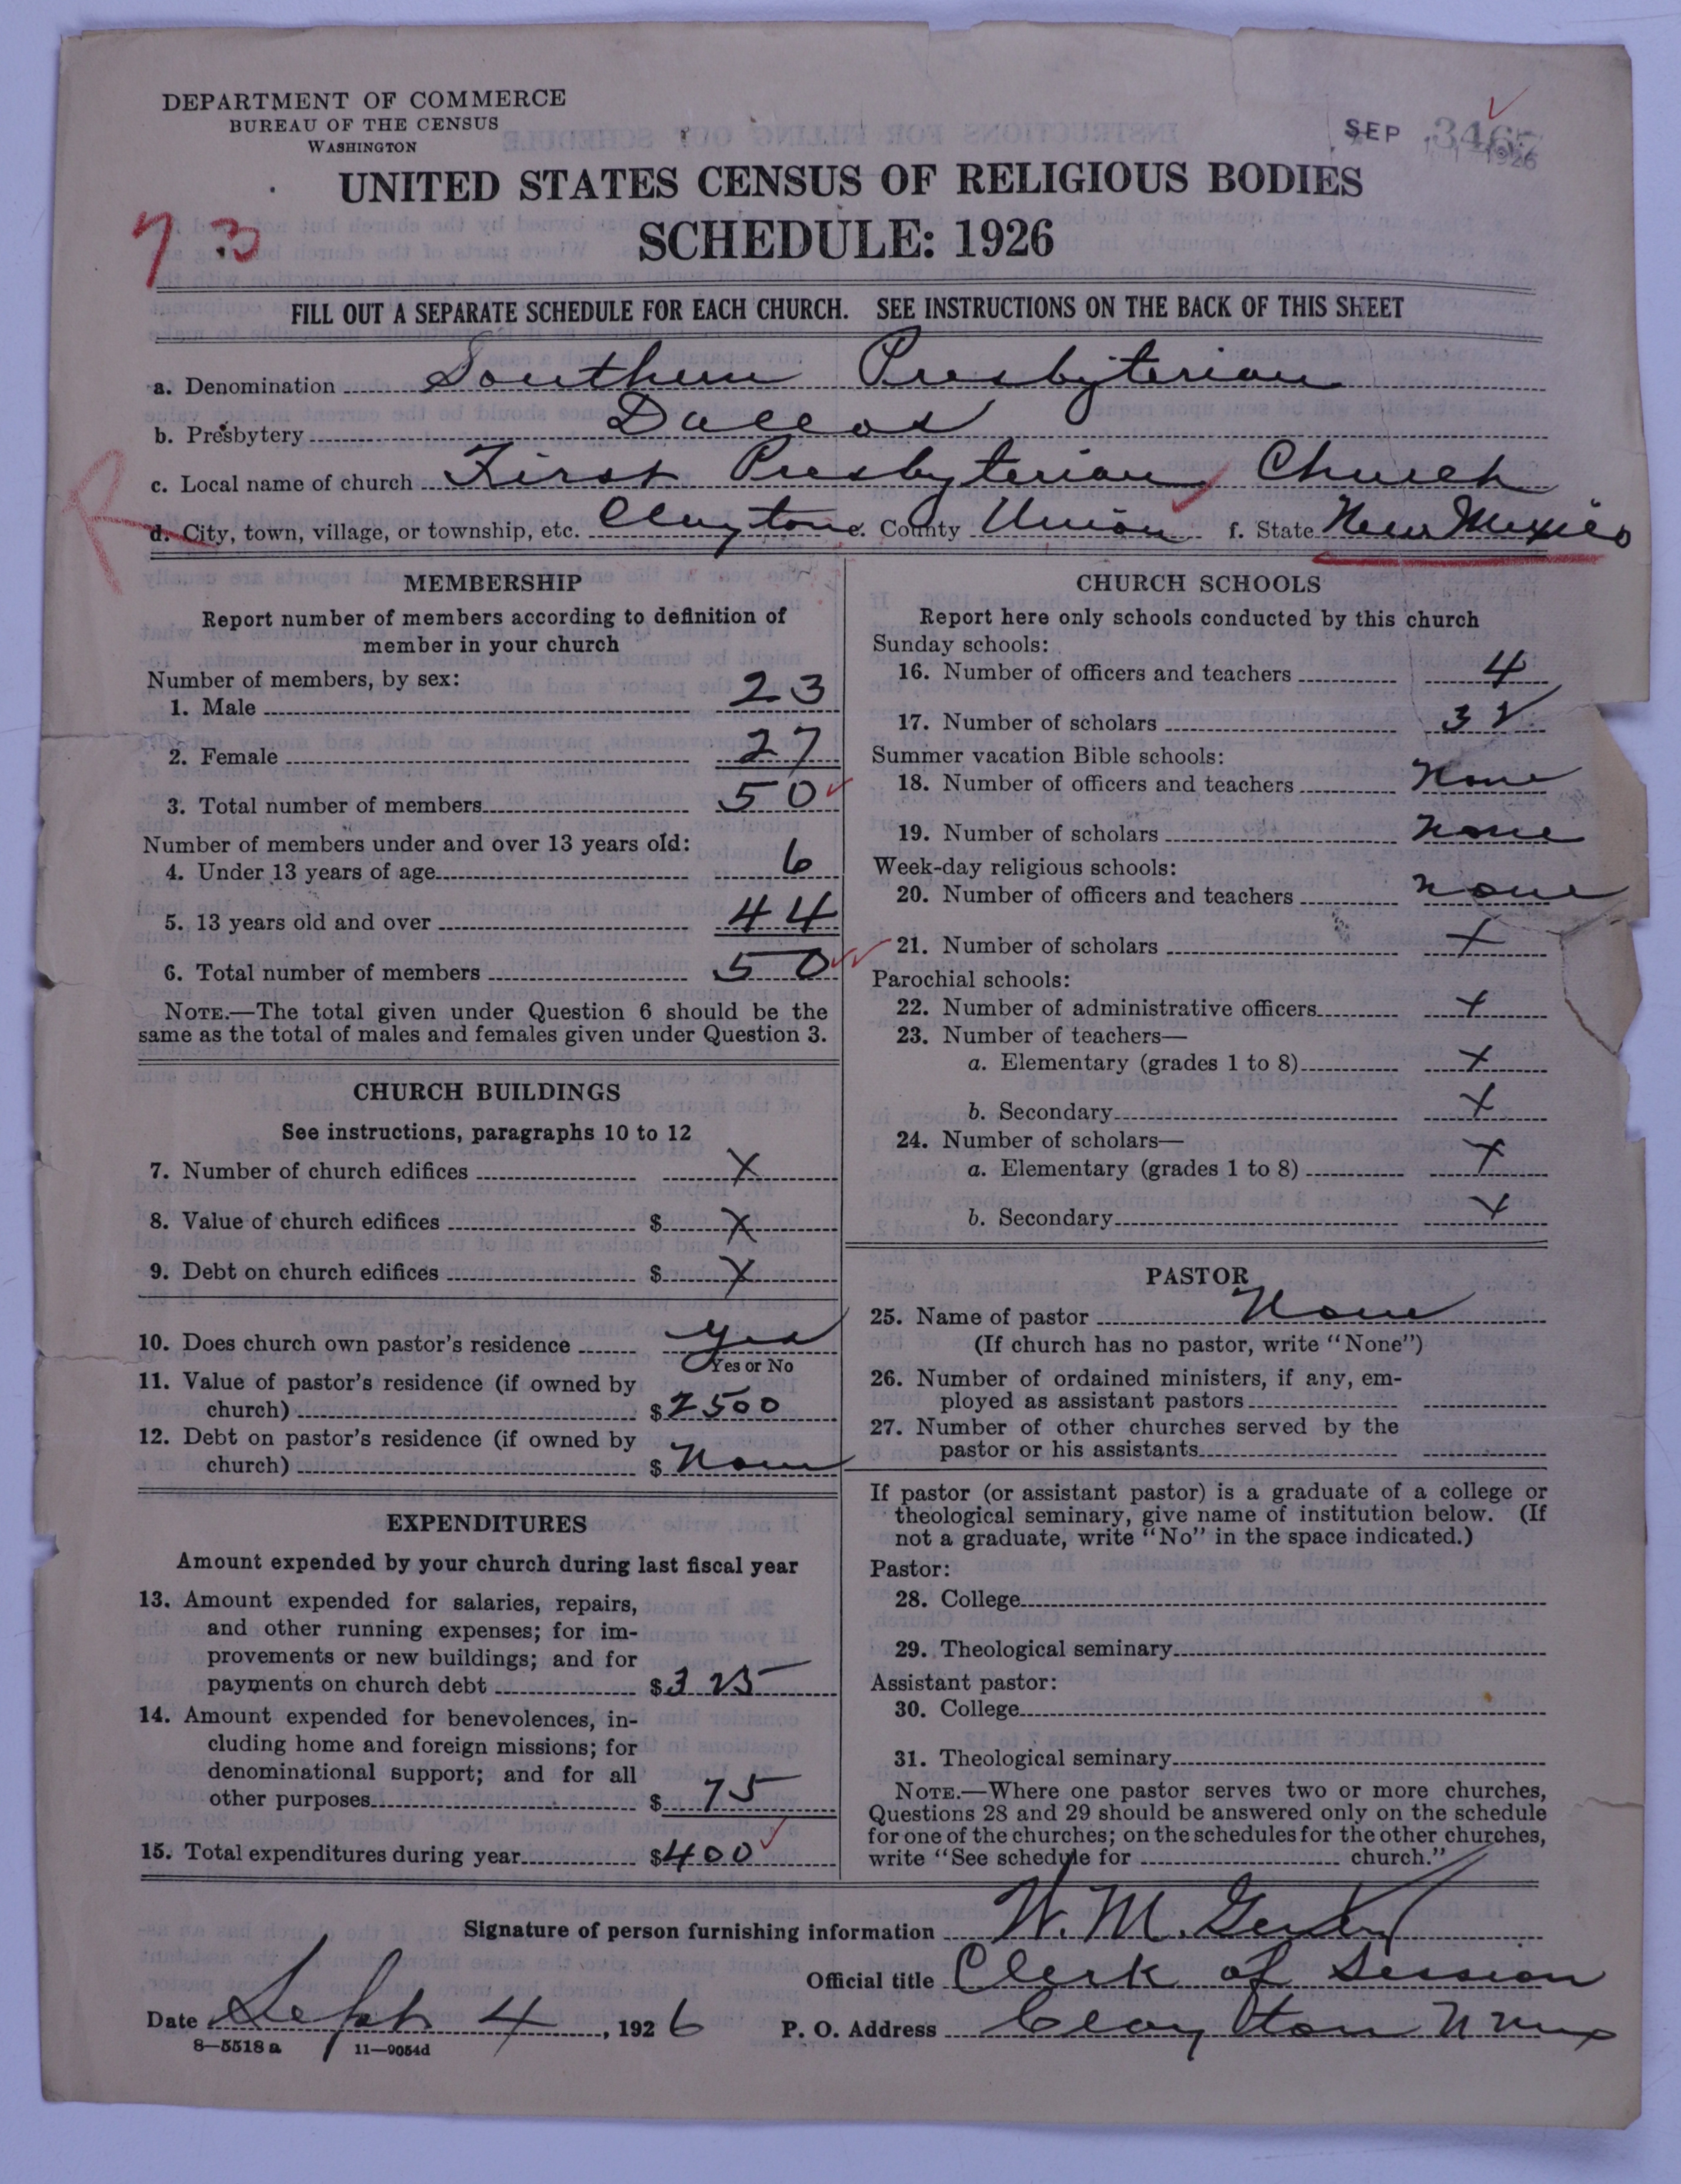 DEPARTMENT OF COMMERCE
BUREAU OF THE CENSUS
WASHINGTON
SEP 1926
3467
UNITED STATES CENSUS OF RELIGIOUS BODIES
SCHEDULE: 1926
73
FILL OUT A SEPARATE SCHEDULE FOR EACH CHURCH. SEE INSTRUCTIONS ON THE BACK OF THIS SHEET
a. Denomination Southern Presbyterian
b. Presbytery Dallas
c. Local name of church First Presbyterian Church
R
d. City, town, village, or township, etc. Clayton e. County Union f. State New Mexico
MEMBERSHIP
Report number of members according to definition of
member in your church
Number of members, by sex:
1. Male 23
2. Female 27
3. Total number of members 50
Number of members under and over 13 years old:
4. Under 13 years of age 6
5. 13 years old and over 44
6. Total number of members 50
NOTE.—The total given under Question 6 should be the
same as the total of males and females given under Question 3.
CHURCH BUILDINGS
See instructions, paragraphs 10 to 12
7. Number of church edifices X
8. Value of church edifices $ X
9. Debt on church edifices $ X
10. Does church own pastor's residence Yes
Yes or No
11. Value of pastor's residence (if owned by
church) $ 2500
12. Debt on pastor's residence (if owned by
church) $ None
EXPENDITURES
Amount expended by your church during last fiscal year
13. Amount expended for salaries, repairs,
and other running expenses; for im-
provements or new buildings; and for
payments on church debt $ 325
14. Amount expended for benevolences, in-
cluding home and foreign missions; for
denominational support; and for all
other purposes $ 75
15. Total expenditures during year $ 400
CHURCH SCHOOLS
Report here only schools conducted by this church
Sunday schools:
16. Number of officers and teachers 4
17. Number of scholars 32
Summer vacation Bible schools:
18. Number of officers and teachers None
19. Number of scholars None
Week-day religious schools:
20. Number of officers and teachers None
21. Number of scholars X
Parochial schools:
22. Number of administrative officers X
23. Number of teachers—
a. Elementary (grades 1 to 8) X
b. Secondary X
24. Number of scholars—
a. Elementary (grades 1 to 8) X
b. Secondary X
PASTOR
25. Name of pastor None
(If church has no pastor, write "None")
26. Number of ordained ministers, if any, em-
ployed as assistant pastors
27. Number of other churches served by the
pastor or his assistants
If pastor (or assistant pastor) is a graduate of a college or
theological seminary, give name of institution below. (If
not a graduate, write "No" in the space indicated.)
Pastor:
28. College
29. Theological seminary
Assistant pastor:
30. College
31. Theological seminary
NOTE.—Where one pastor serves two or more churches,
Questions 28 and 29 should be answered only on the schedule
for one of the churches; on the schedules for the other churches,
write "See schedule for church."
Signature of person furnishing information W. M.
Official title Clerk of Session
Date Sept 4, 1926 P. O. Address Clayton N Mex
8—5518 a 11—9054d